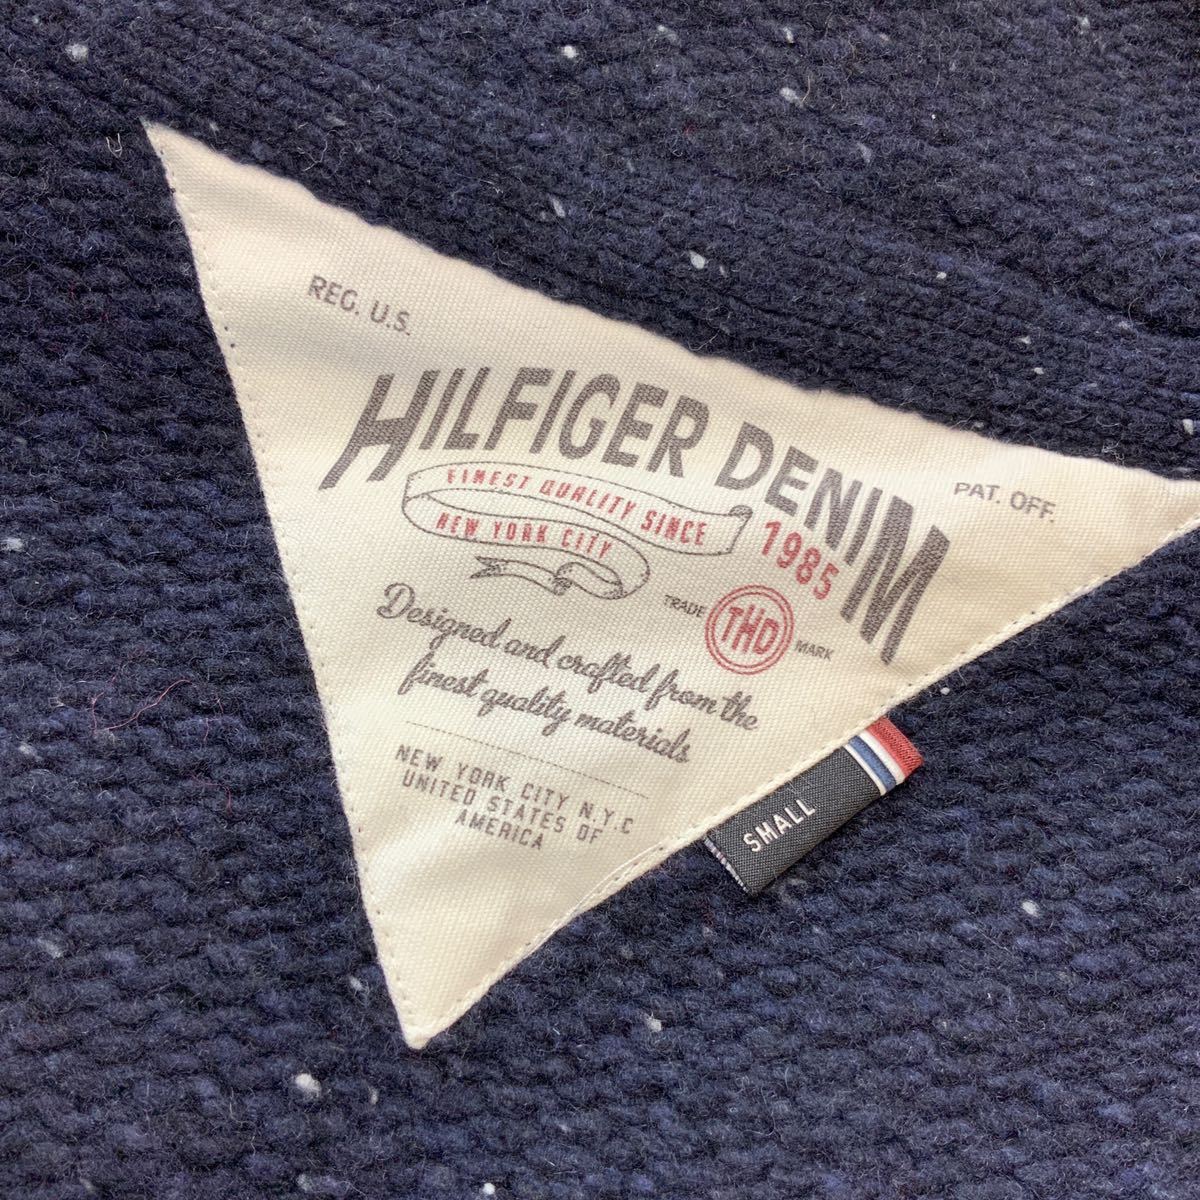 REG. U.S.
HILFIGER DENIM
PAT. OFF.
FINEST QUALITY SINCE
1985
NEW YORK CITY
TRADE THD MARK
Designed and crafted from the
finest quality materials
NEW YORK CITY N.Y.C
UNITED STATES OF
AMERICA
SMALL